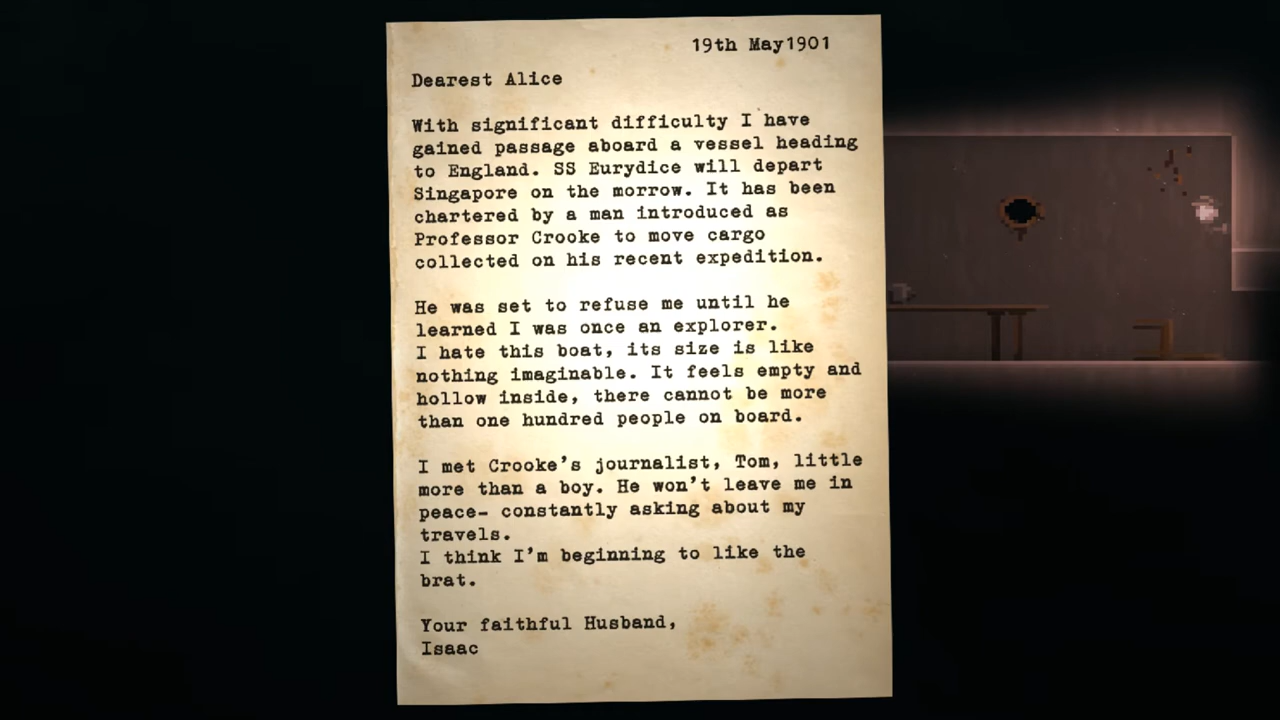 19th May1901
Dearest Alice
With significant difficulty I have
gained passage aboard a vessel heading
to England. SS Eurydice will depart
Singapore on the morrow. It has been
chartered by a man introduced as
Professor Crooke to move cargo
collected on his recent expedition.
He was set to refuse me until he
learned I was once an explorer.
I hate this boat, its size is like
nothing imaginable. It feels empty and
hollow inside, there cannot be more
than one hundred people on board.
I met Crooke's journalist, Tom, little
more than a boy. He won't leave me in
peace- constantly asking about my
travels.
I think I'm beginning to like the
brat.
Your faithful Husband,
Isaac